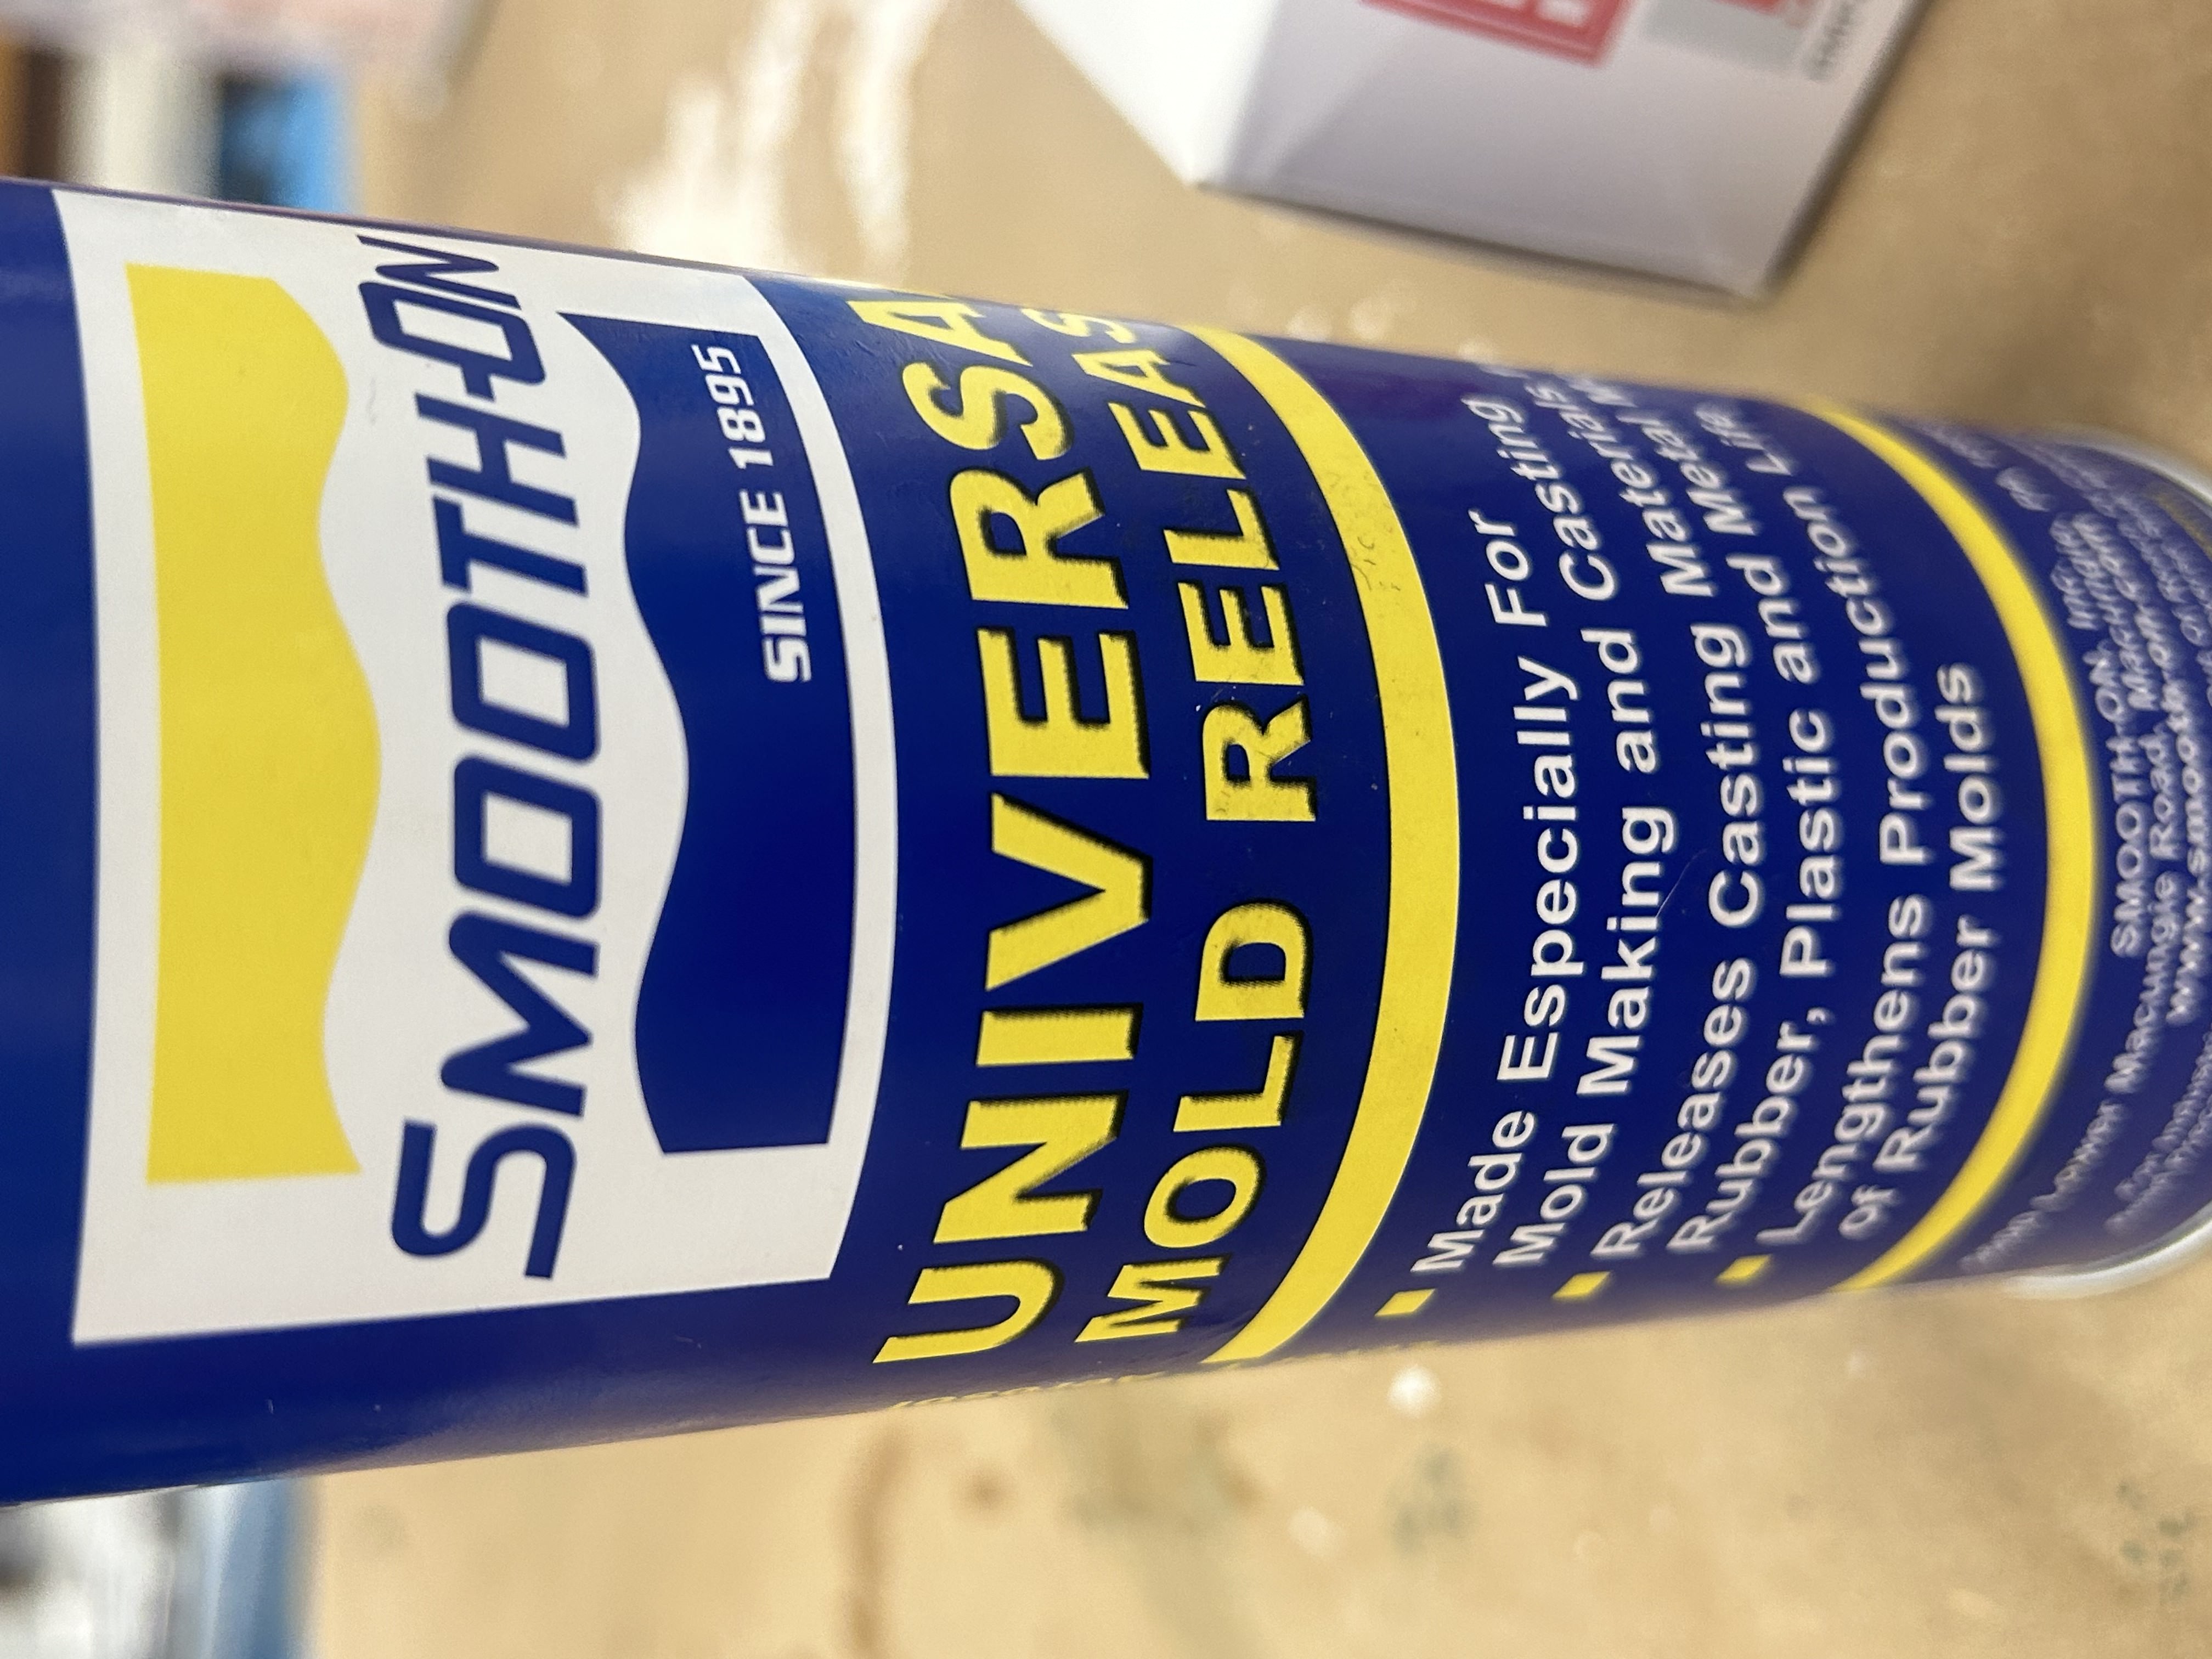 SMOOTH-ON
SINCE 1895
UNIVERSA
MOLD RELEAS
Made Especially For
Mold Making and Casting
Releases Casting Materials
Rubber, Plastic and Metal
Lengthens Production Life
of Rubber Molds
SMOOTH-ON, Inc.
Lower Macungie Road, Macungie, PA
www.smooth-on.com